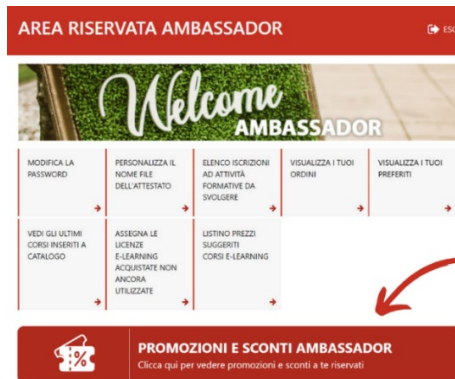 AREA RISERVATA AMBASSADOR
Welcome
AMBASSADOR
MODIFICA LA
PASSWORD
PERSONALIZZA IL
NOME FILE
DELL'ATTESTATO
ELENCO ISCRIZIONI
AD ATTIVITÀ
FORMATIVE DA
SVOLGERE
VISUALIZZA I TUOI
ORDINI
VISUALIZZA I TUOI
PREFERITI
VEDI GLI ULTIMI
CORSI INSERITI A
CATALOGO
ASSEGNA LE
LICENZE
E-LEARNING
ACQUISTATE NON
ANCORA
UTILIZZATE
LISTINO PREZZI
SUGGERITI
CORSI E-LEARNING
%
PROMOZIONI E SCONTI AMBASSADOR
Clicca qui per vedere promozioni e sconti a te riservati